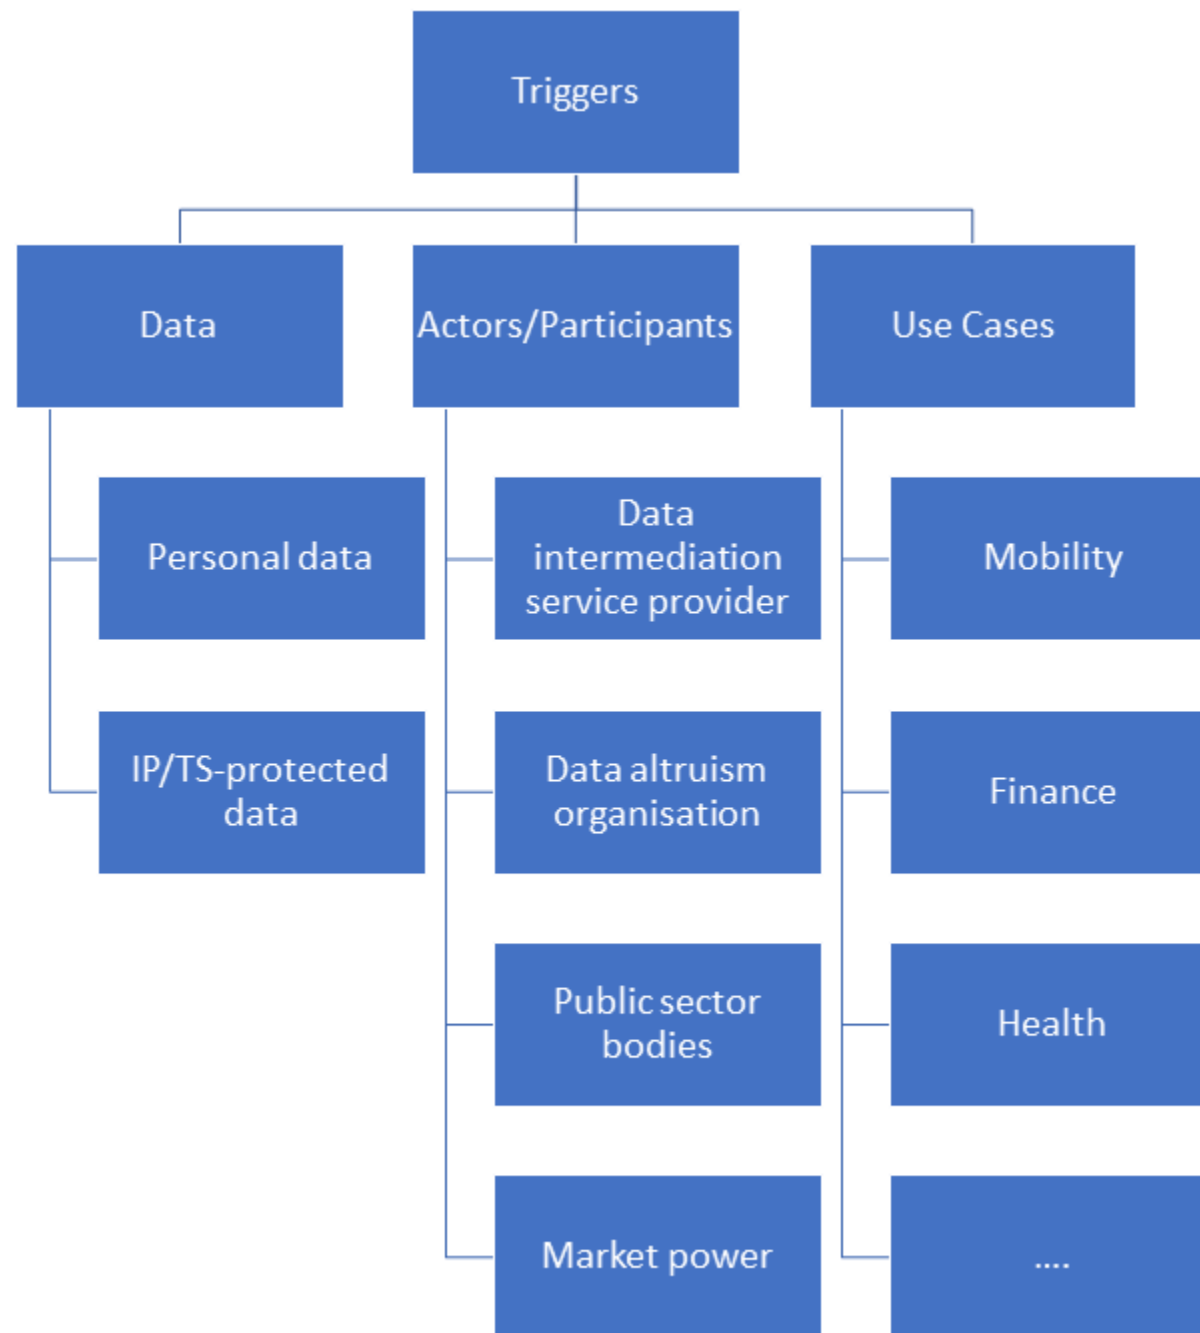 Triggers
Data
Actors/Participants
Use Cases
Personal data
IP/TS-protected
data
Data
intermediation
service provider
Data altruism
organisation
Public sector
bodies
Market power
Mobility
Finance
Health
....